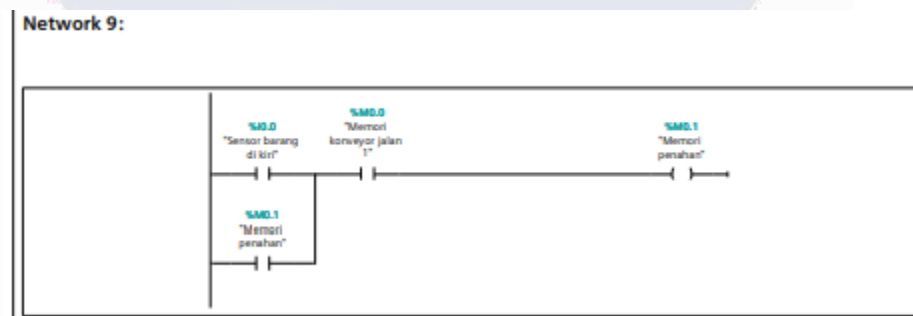 Network 9:
%I0.0
"Sensor barang
di kiri"
%M0.0
"Memori
konveyor jalan
1"
%M0.1
"Memori
penahan"
%M0.1
"Memori
penahan"